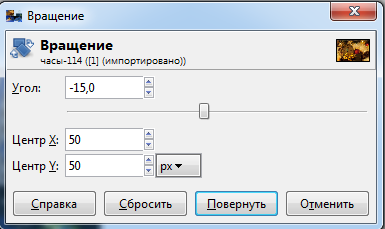 Вращение
Вращение
часы-114 ([1] (импортировано))
Угол: -15,0
Центр X: 50
Центр Y: 50 px
Справка Сбросить Повернуть Отменить